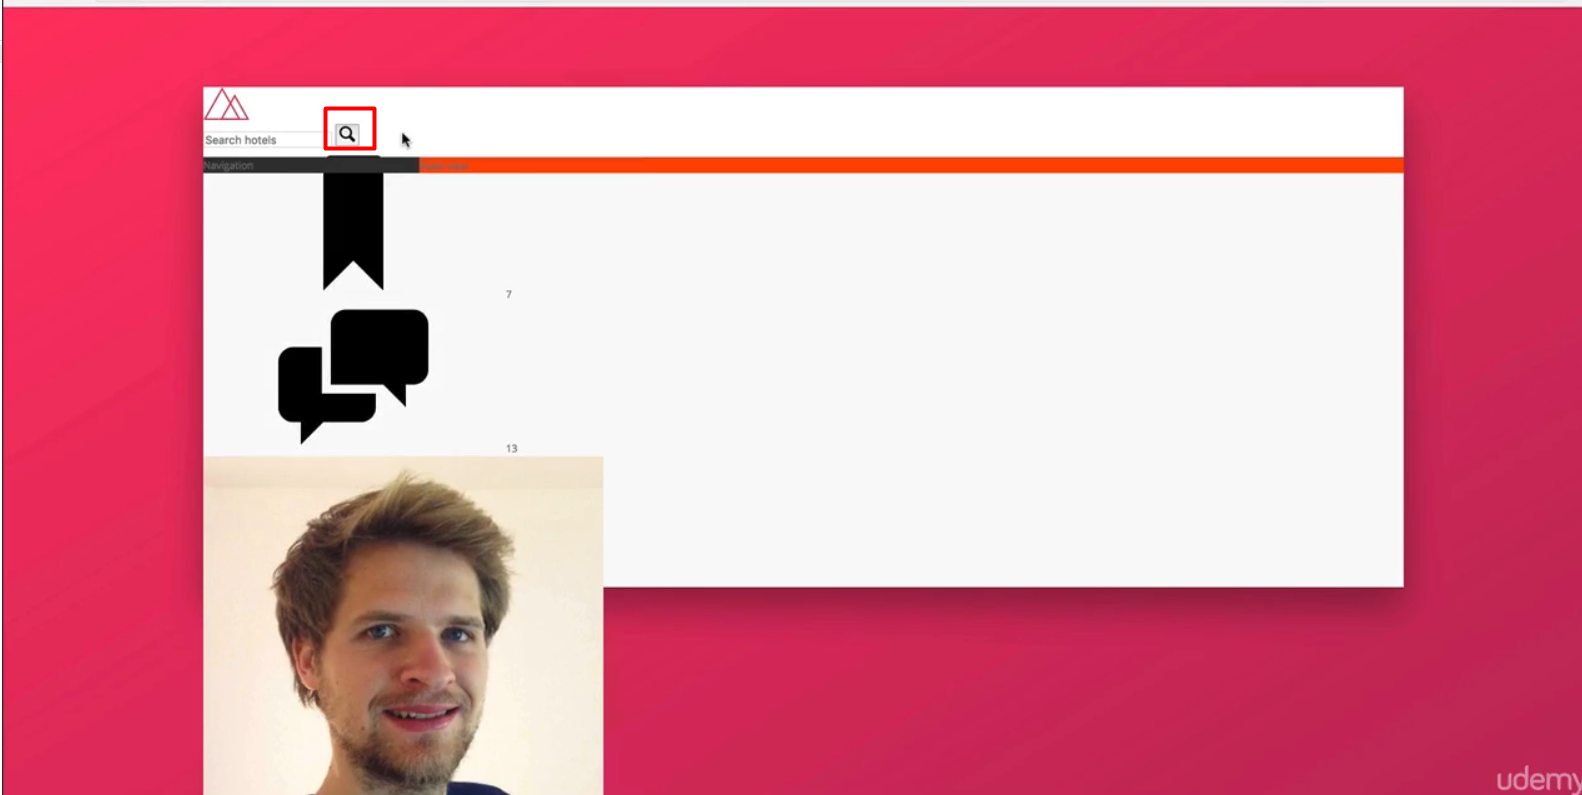 Search hotels
Navigation
7
13
udemy